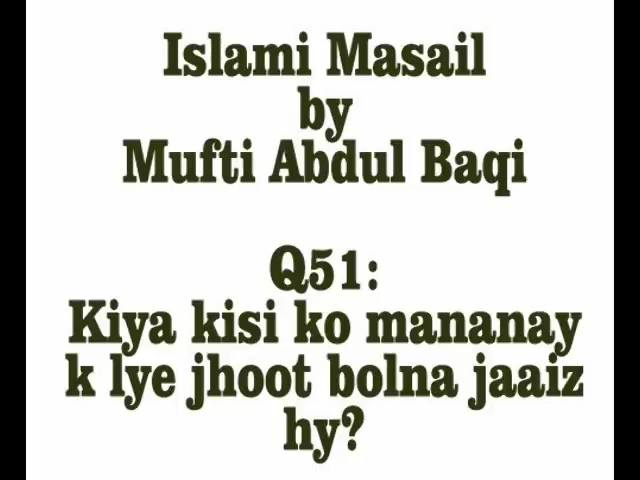 Islami Masail
by
Mufti Abdul Baqi
Q51:
Kiya kisi ko mananay
k lye jhoot bolna jaaiz
hy?